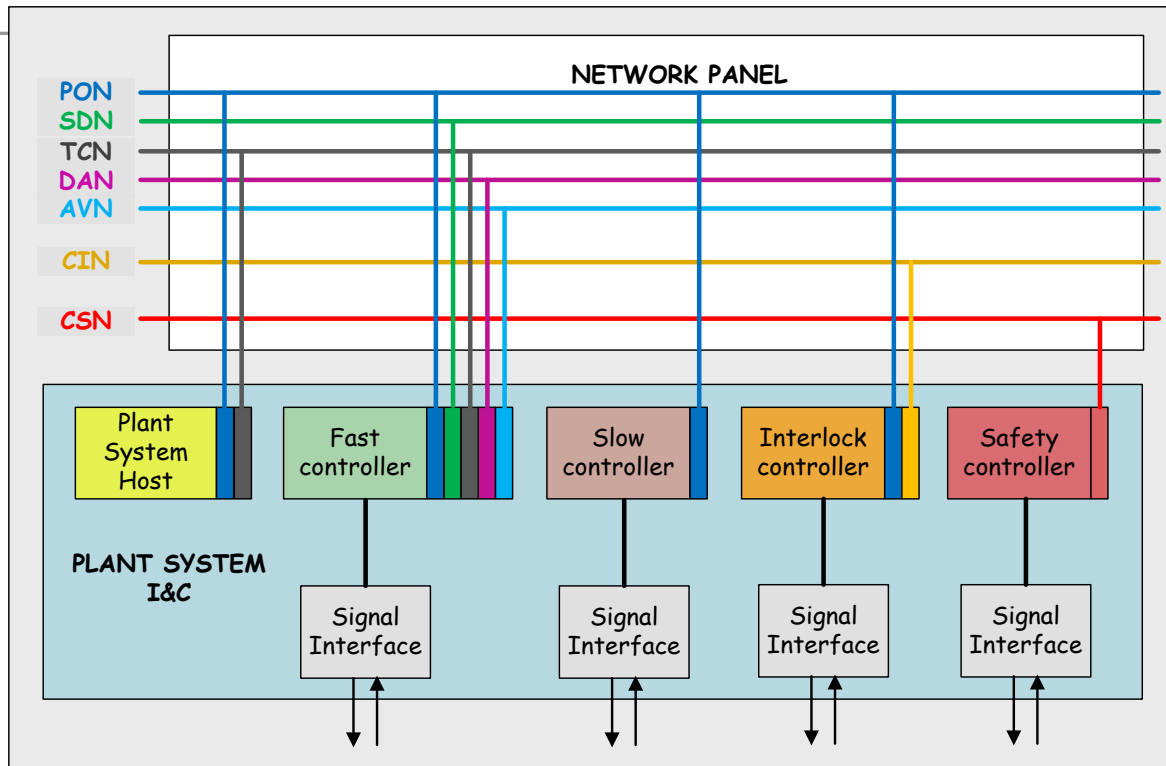 NETWORK PANEL
PON
SDN
TCN
DAN
AVN
CIN
CSN
Plant
System
Host
Fast
controller
Slow
controller
Interlock
controller
Safety
controller
PLANT SYSTEM
I&C
Signal
Interface
Signal
Interface
Signal
Interface
Signal
Interface